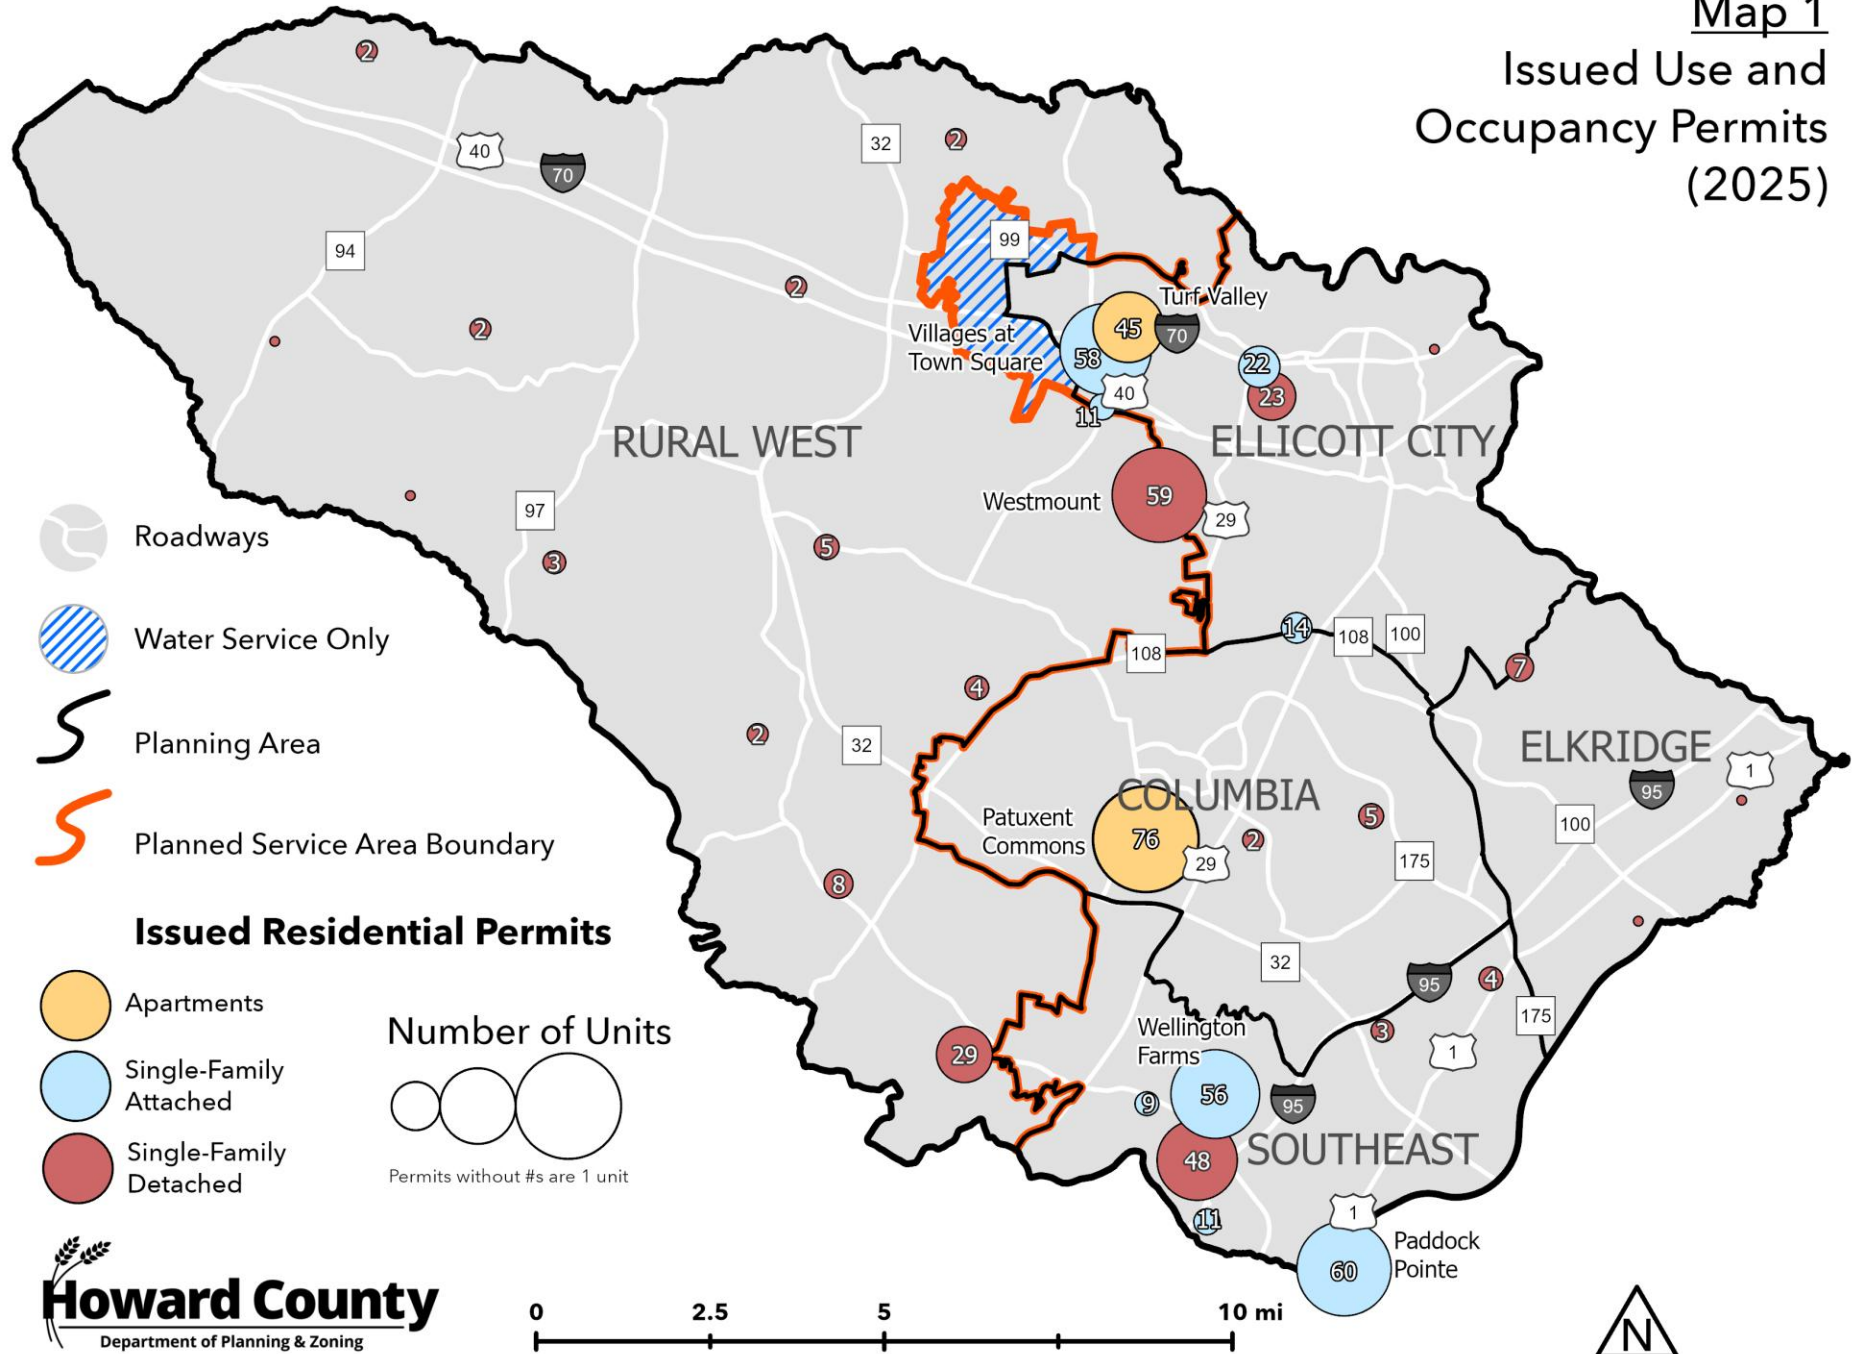 Map 1
Issued Use and
Occupancy Permits
(2025)
2
40
70
32
2
99
94
2
Turf Valley
45
70
2
Villages at
Town Square
58
22
40
23
11
RURAL WEST
ELLICOTT CITY
59
Westmount
97
29
Roadways
5
3
Water Service Only
14
108
100
108
7
4
Planning Area
2
32
ELKRIDGE
1
95
COLUMBIA
Patuxent
Commons
76
2
5
100
29
175
Planned Service Area Boundary
8
Issued Residential Permits
32
95
4
Apartments
175
Number of Units
Wellington
Farms
3
1
29
Single-Family
Attached
56
9
95
Single-Family
Detached
48
SOUTHEAST
Permits without #s are 1 unit
11
1
60
Paddock
Pointe
Howard County
Department of Planning & Zoning
0 2.5 5 10 mi
N